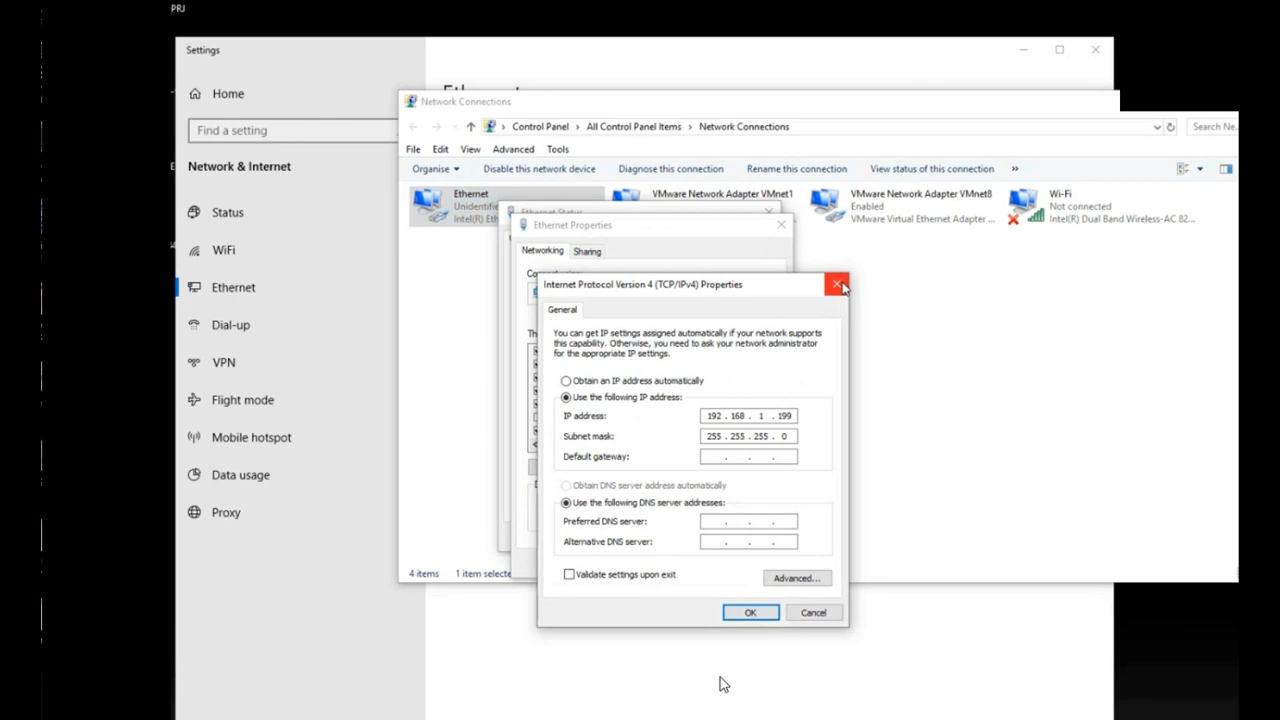 PRJ
Settings
Home
Find a setting
Network & Internet
Status
WiFi
Ethernet
Dial-up
VPN
Flight mode
Mobile hotspot
Data usage
Proxy
Network Connections
Control Panel > All Control Panel Items > Network Connections
Search Ne..
File Edit View Advanced Tools
Organise Disable this network device Diagnose this connection Rename this connection View status of this connection »
Ethernet
Unidentifie
Intel(R) Eth
VMware Network Adapter VMnet1
VMware Network Adapter VMnet8
Enabled
VMware Virtual Ethernet Adapter ...
Wi-Fi
Not connected
Intel(R) Dual Band Wireless-AC 82...
Ethernet Status
Ethernet Properties
Networking Sharing
Internet Protocol Version 4 (TCP/IPv4) Properties
General
You can get IP settings assigned automatically if your network supports
this capability. Otherwise, you need to ask your network administrator
for the appropriate IP settings.
Obtain an IP address automatically
Use the following IP address:
IP address: 192 . 168 . 1 . 199
Subnet mask: 255 . 255 . 255 . 0
Default gateway: . . .
Obtain DNS server address automatically
Use the following DNS server addresses:
Preferred DNS server: . . .
Alternative DNS server: . . .
Validate settings upon exit
Advanced...
OK Cancel
4 items 1 item selecte